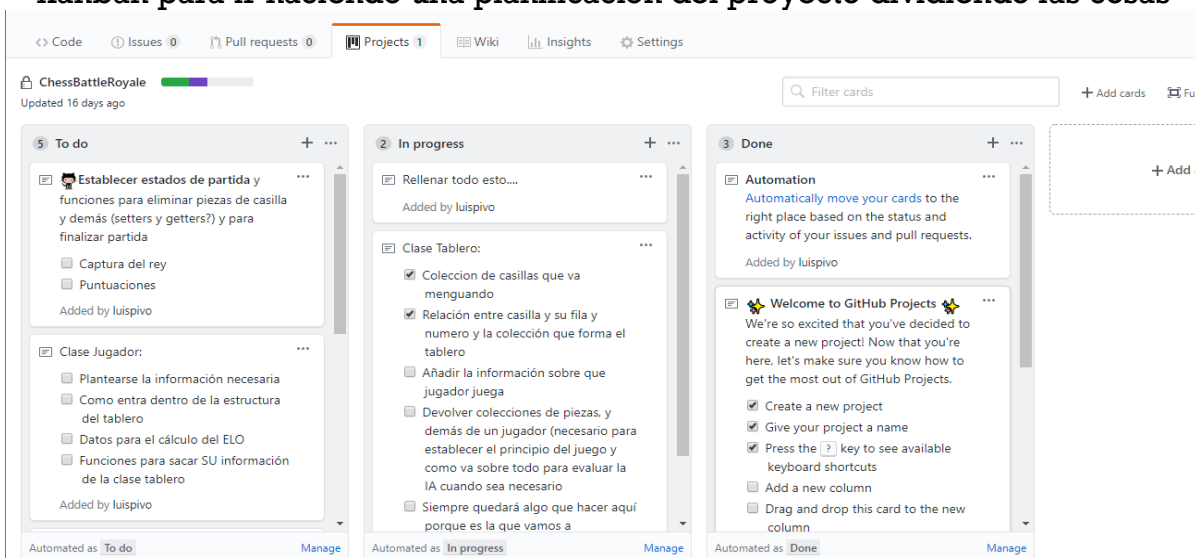 kanban para ir haciendo una planificación del proyecto dividiendo las cosas
<> Code Issues 0 Pull requests 0 Projects 1 Wiki Insights Settings
ChessBattleRoyale
Updated 16 days ago
Filter cards
+ Add cards
Fu
5 To do
Establecer estados de partida y
funciones para eliminar piezas de casilla
y demás (setters y getters?) y para
finalizar partida
Captura del rey
Puntuaciones
Added by luispivo
Clase Jugador:
Plantearse la información necesaria
Como entra dentro de la estructura
del tablero
Datos para el cálculo del ELO
Funciones para sacar SU información
de la clase tablero
Added by luispivo
Automated as To do Manage
2 In progress
Rellenar todo esto....
Added by luispivo
Clase Tablero:
Coleccion de casillas que va
menguando
Relación entre casilla y su fila y
numero y la colección que forma el
tablero
Añadir la información sobre que
jugador juega
Devolver colecciones de piezas, y
demás de un jugador (necesario para
establecer el principio del juego y
como va sobre todo para evaluar la
IA cuando sea necesario
Siempre quedará algo que hacer aquí
porque es la que vamos a
Automated as In progress Manage
3 Done
Automation
Automatically move your cards to the
right place based on the status and
activity of your issues and pull requests.
Added by luispivo
Welcome to GitHub Projects
We're so excited that you've decided to
create a new project! Now that you're
here, let's make sure you know how to
get the most out of GitHub Projects.
Create a new project
Give your project a name
Press the ? key to see available
keyboard shortcuts
Add a new column
Drag and drop this card to the new
column
Automated as Done Manage
+ Add